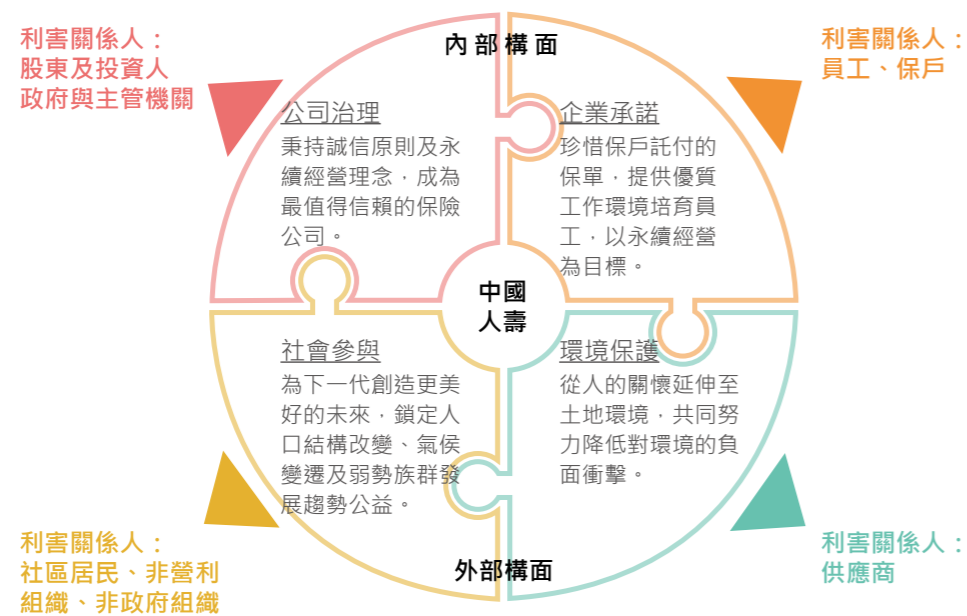 利害關係人：
股東及投資人
政府與主管機關
內部構面
利害關係人：
員工、保戶
公司治理
秉持誠信原則及永
續經營理念，成為
最值得信賴的保險
公司。
企業承諾
珍惜保戶託付的
保單，提供優質
工作環境培育員
工，以永續經營
為目標。
中國
人壽
社會參與
為下一代創造更美
好的未來，鎖定人
口結構改變、氣侯
變遷及弱勢族群發
展趨勢公益。
環境保護
從人的關懷延伸至
土地環境，共同努
力降低對環境的負
面衝擊。
利害關係人：
社區居民、非營利
組織、非政府組織
外部構面
利害關係人：
供應商